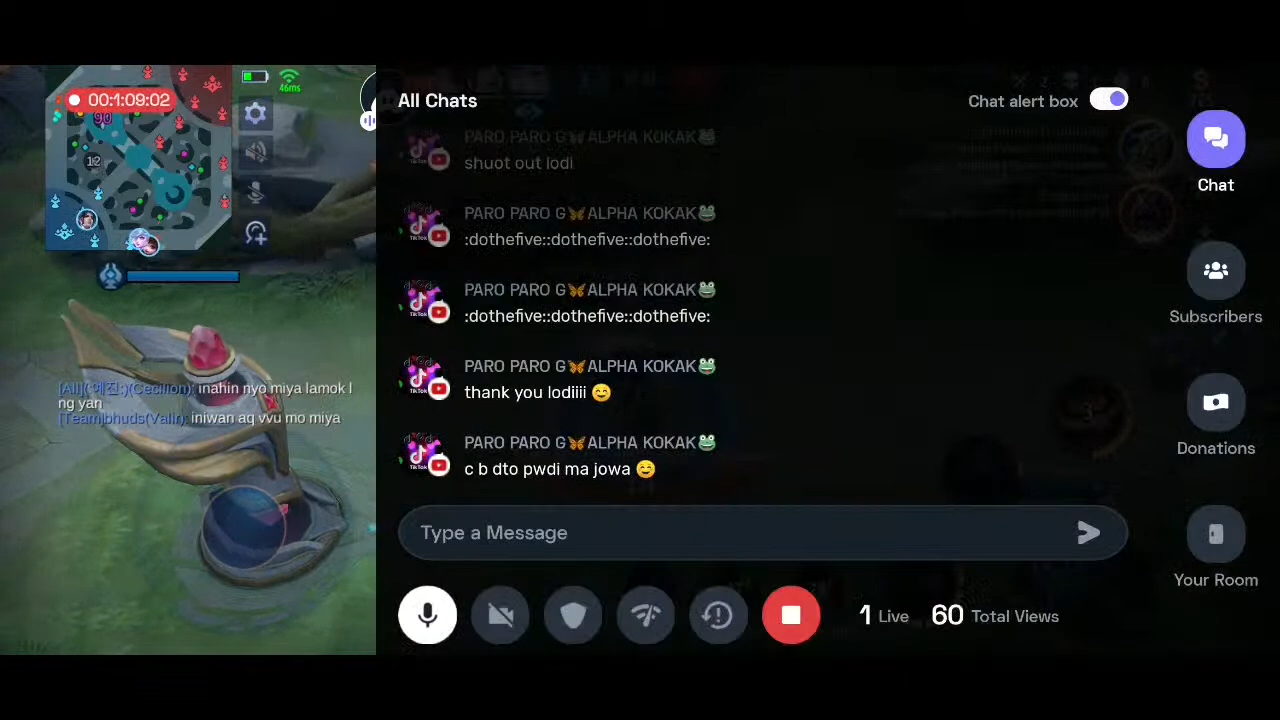 00:1:09:02
90
12
46ms
[All](예진:)(Cecilion): inahin nyo miya lamok l
ng yan
[Team]bhuds(Valir): iniwan aq vvu mo miya
All Chats
Chat alert box
PARO PARO G🦋ALPHA KOKAK🐸
shuot out lodi
PARO PARO G🦋ALPHA KOKAK🐸
:dothefive::dothefive::dothefive:
PARO PARO G🦋ALPHA KOKAK🐸
:dothefive::dothefive::dothefive:
PARO PARO G🦋ALPHA KOKAK🐸
thank you lodiiii 😊
PARO PARO G🦋ALPHA KOKAK🐸
c b dto pwdi ma jowa 😊
Type a Message
1 Live 60 Total Views
Chat
Subscribers
Donations
Your Room